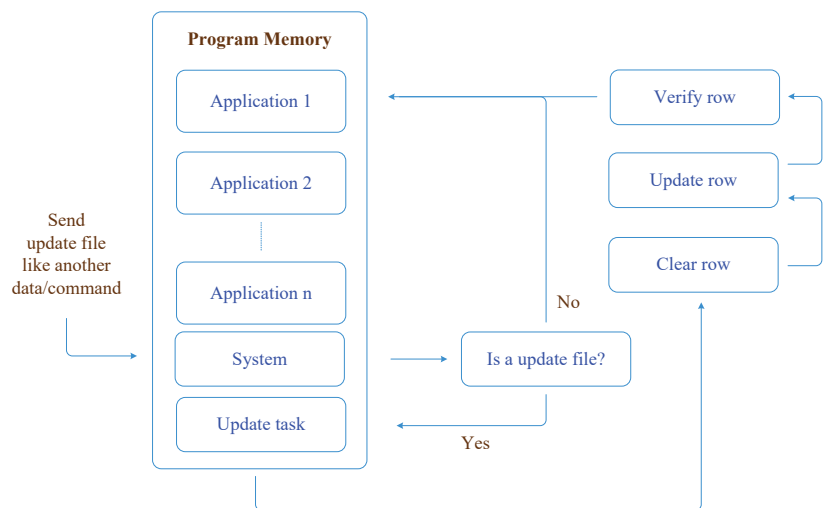 Program Memory
Application 1
Application 2
Send
update file
like another
data/command
Application n
System
Update task
Is a update file?
No
Yes
Verify row
Update row
Clear row